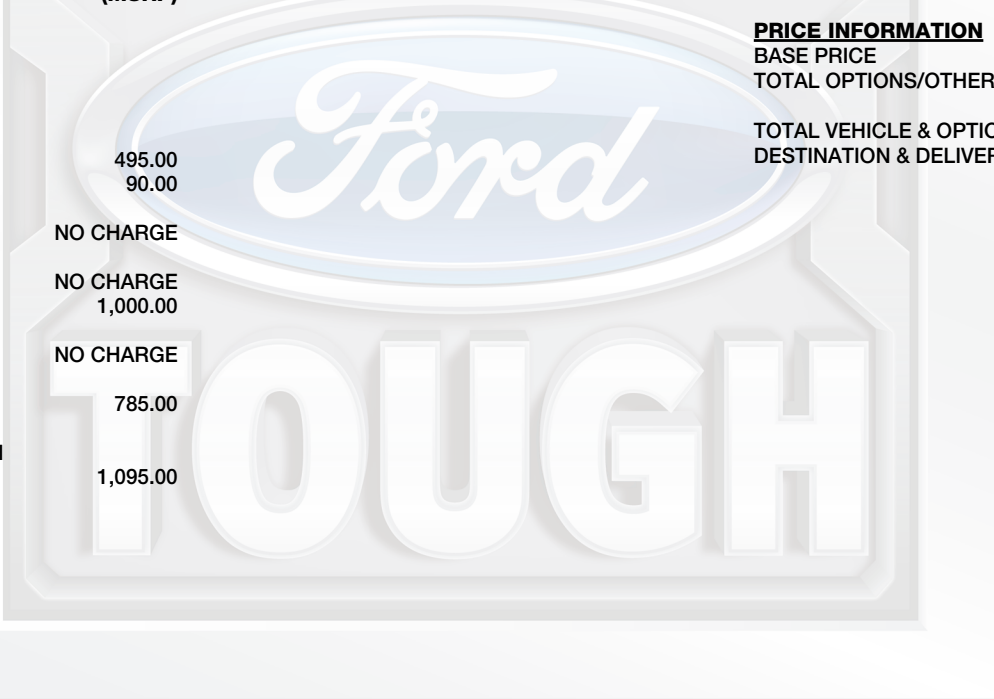 PRICE INFORMATION
BASE PRICE
TOTAL OPTIONS/OTHER
TOTAL VEHICLE & OPTIO
DESTINATION & DELIVER
495.00
90.00
NO CHARGE
NO CHARGE
1,000.00
NO CHARGE
785.00
1,095.00
Ford
TOUGH